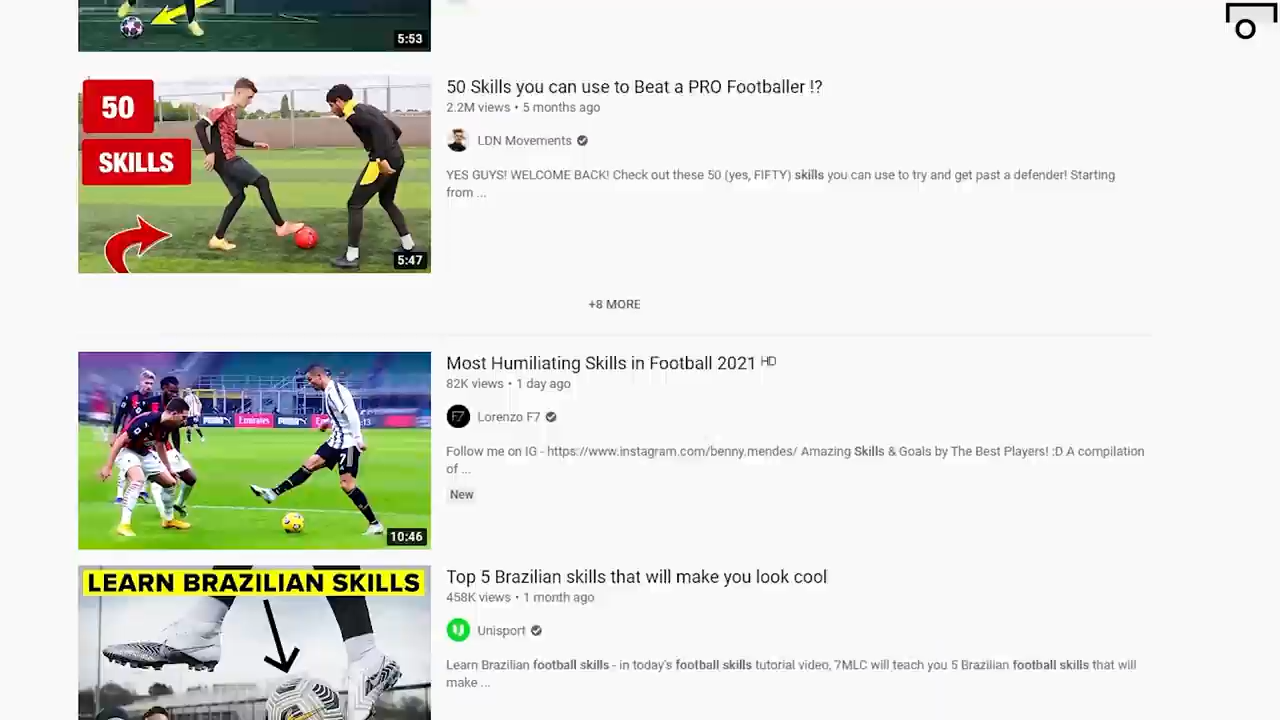 5:53
50
SKILLS
5:47
50 Skills you can use to Beat a PRO Footballer !?
2.2M views • 5 months ago
LDN Movements
YES GUYS! WELCOME BACK! Check out these 50 (yes, FIFTY) skills you can use to try and get past a defender! Starting
from ...
+8 MORE
Emirates
7
10:46
Most Humiliating Skills in Football 2021 HD
82K views • 1 day ago
F7
Lorenzo F7
Follow me on IG - https://www.instagram.com/benny.mendes/ Amazing Skills & Goals by The Best Players! :D A compilation
of ...
New
LEARN BRAZILIAN SKILLS
Top 5 Brazilian skills that will make you look cool
458K views • 1 month ago
Unisport
Learn Brazilian football skills - in today's football skills tutorial video, 7MLC will teach you 5 Brazilian football skills that will
make ...